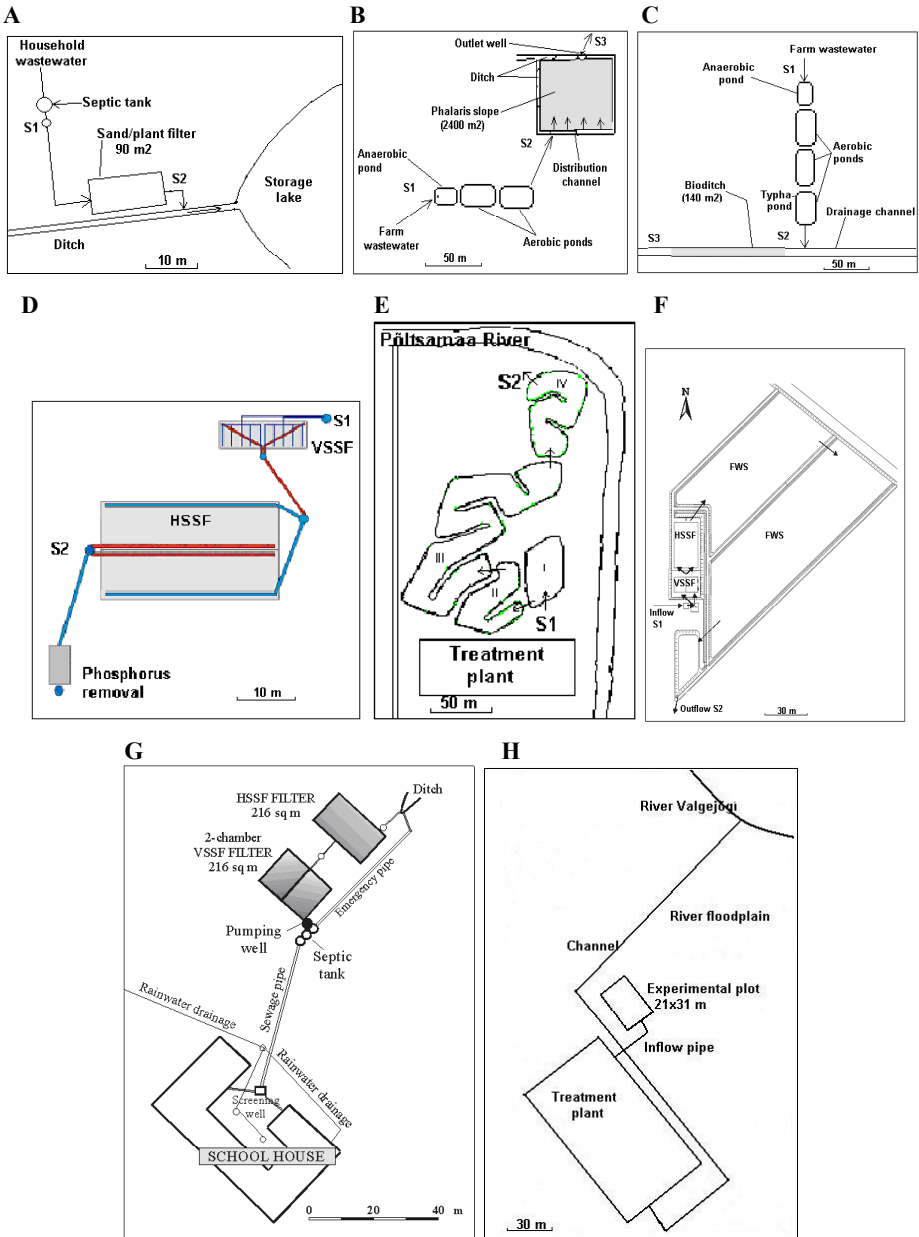 A
Household
wastewater
Septic tank
S1
Sand/plant filter
90 m2
S2
Storage
lake
Ditch
10 m
B
Outlet well
S3
Ditch
Phalaris slope
(2400 m2)
S2
Distribution
channel
Anaerobic
pond
S1
Farm
wastewater
Aerobic ponds
50 m
C
Farm wastewater
S1
Anaerobic
pond
Aerobic
ponds
Bioditch
(140 m2)
Typha
pond
Drainage channel
S3
S2
50 m
D
S1
VSSF
HSSF
S2
Phosphorus
removal
10 m
E
Põltsamaa River
S2
IV
III
I
II
S1
Treatment
plant
50 m
F
N
FWS
FWS
HSSF
VSSF
Inflow
S1
Outflow S2
30 m
G
HSSF FILTER
216 sq m
Ditch
2-chamber
VSSF FILTER
216 sq m
Emergency pipe
Pumping
well
Septic
tank
Sewage pipe
Rainwater drainage
Rainwater drainage
Screening
well
SCHOOL HOUSE
0 20 40 m
H
River Valgejõgi
River floodplain
Channel
Experimental plot
21x31 m
Inflow pipe
Treatment
plant
30 m